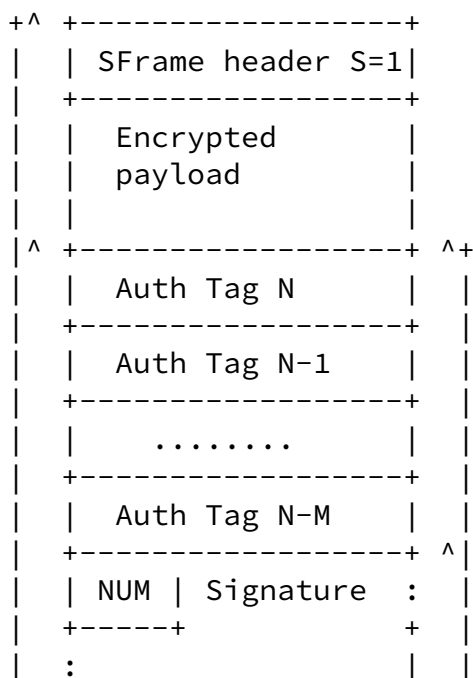 +^ +------------------+
|  | SFrame header S=1|
|  +------------------+
|  |  Encrypted       |
|  |  payload         |
|  |                  |
|^ +------------------+ ^+
|  |  Auth Tag N      |  |
|  +------------------+  |
|  |  Auth Tag N-1    |  |
|  +------------------+  |
|  |    ........      |  |
|  +------------------+  |
|  |  Auth Tag N-M    |  |
|  +------------------+ ^|
|  | NUM | Signature  :  |
|  +-----+            +  |
|  :                  |  |